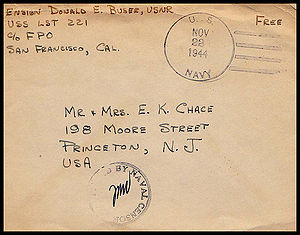 ENSIGN DONALD E. BUSEE, USNR
USS LST 221
c/o FPO
SAN FRANCISCO, CAL.
U. S.
NOV
22
1944
NAVY
FREE
MR & MRS. E. K. CHACE
198 MOORE STREET
PRINCETON, N. J.
USA
BY NAVAL CENSOR